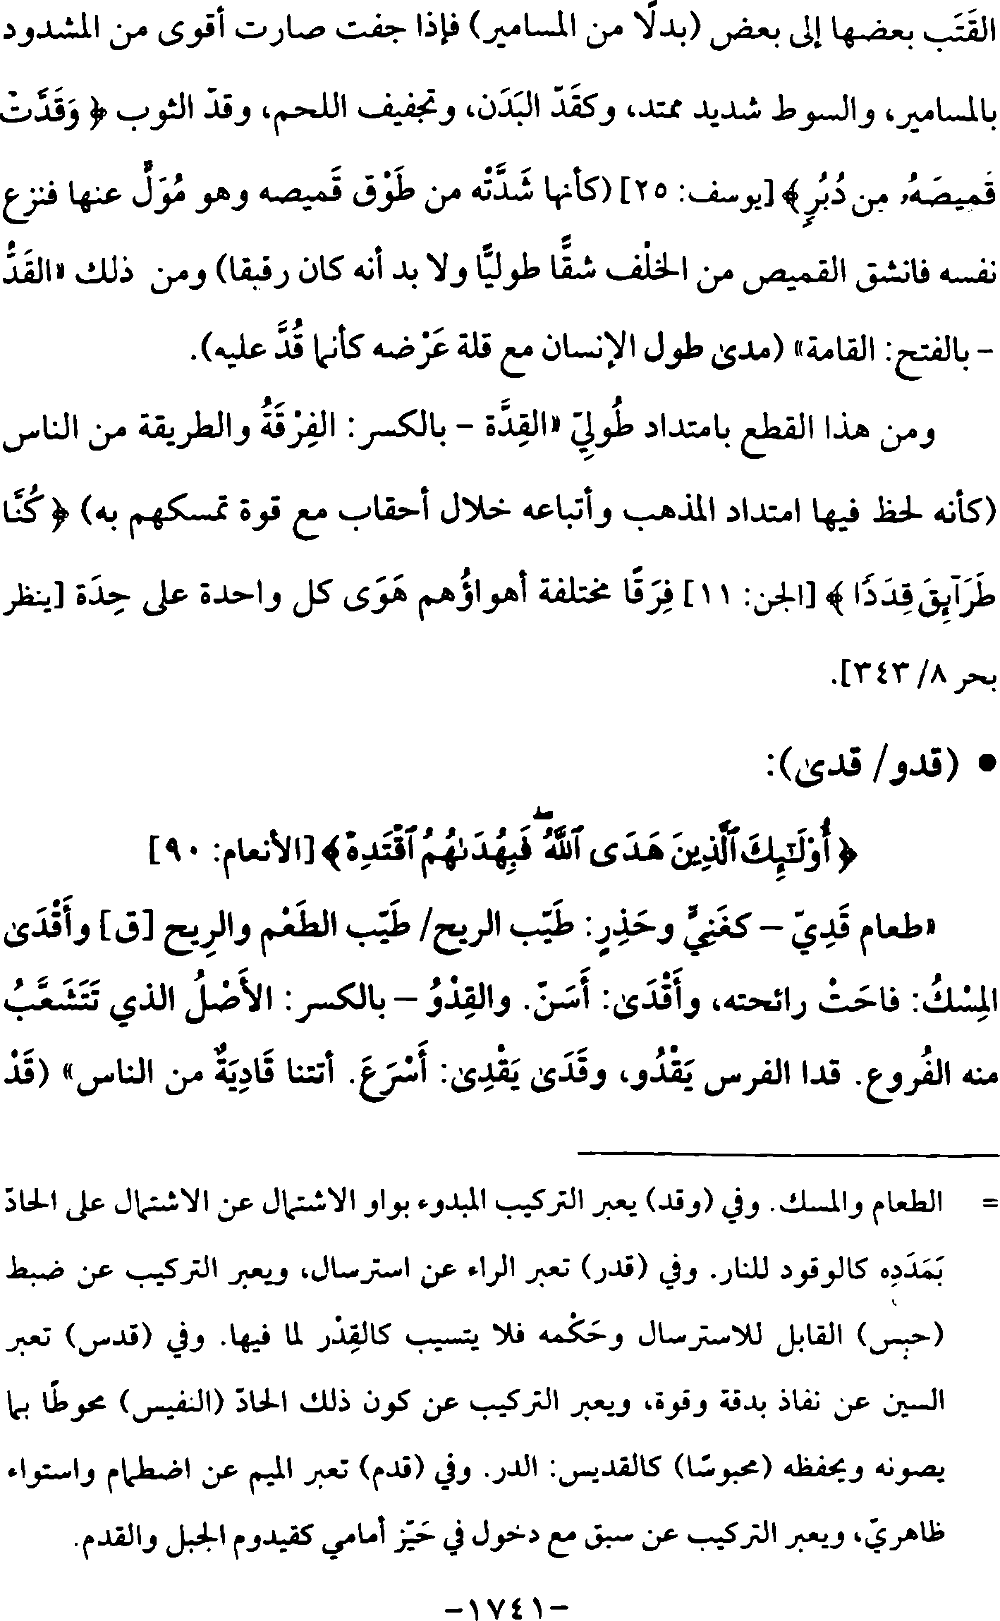 القَتَب بعضها إلى بعض (بدلًا من المسامير) فإذا جفت صارت أقوى من المشدود
بالمسامير، والسوط شديد ممتد، وكقَدّ البَدَن، وتجفيف اللحم، وقدّ الثوب ﴿وَقَدَّتْ
قَمِيصَهُۥ مِن دُبُرٍ﴾ [يوسف: ٢٥] (كأنها شَدَّتْه من طَوْق قَميصه وهو مُوَلٍّ عنها فنزع
نفسه فانشق القميص من الخلْف شقًّا طوليًّا ولا بد أنه كان رقيقا) ومن ذلك «القَدُّ
– بالفتح: القامة» (مدىٰ طول الإنسان مع قلة عَرْضه كأنما قُدَّ عليه).
ومن هذا القطع بامتداد طُولِيّ «القِدَّة – بالكسر: الفِرْقَةُ والطريقة من الناس
(كأنه لحظ فيها امتداد المذهب وأتباعه خلال أحقاب مع قوة تمسكهم به) ﴿كُنَّا
طَرَآئِقَ قِدَدًا﴾ [الجن: ١١] فِرَقًا مختلفة أهواؤُهم هَوَى كل واحدة على حِدَة [ينظر
بحر ٨/ ٣٤٣].
• (قدو/ قدىٰ):
﴿أُوْلَٰٓئِكَ ٱلَّذِينَ هَدَى ٱللَّهُۖ فَبِهُدَىٰهُمُ ٱقْتَدِهْ﴾ [الأنعام: ٩٠]
«طعام قَدِيّ – كغَنِيٍّ وحَذِرٍ: طَيّب الريح/ طَيّب الطَعْم والرِيح [ق] وأَقْدَىٰ
المِسْكُ: فاحَتْ رائحته، وأَقْدَىٰ: أَسَنّ. والقِدْوُ – بالكسر: الأَصْلُ الذي تَتَشَعَّبُ
منه الفُروع. قدا الفرس يَقْدُو، وقَدَىٰ يَقْدِىٰ: أَسْرَعَ. أتتنا قَادِيَةٌ من الناس» (قَدْ
= الطعام والمسك. وفي (وقد) يعبر التركيب المبدوء بواو الاشتمال عن الاشتمال على الحادّ
بَمَدَدِه كالوقود للنار. وفي (قدر) تعبر الراء عن استرسال، ويعبر التركيب عن ضبط
(حبِس) القابل للاسترسال وحَكْمه فلا يتسيب كالقِدْر لما فيها. وفي (قدس) تعبر
السين عن نفاذ بدقة وقوة، ويعبر التركيب عن كون ذلك الحادّ (النفيس) محوطًا بما
يصونه ويحفظه (محبوسًا) كالقديس: الدر. وفي (قدم) تعبر الميم عن اضطمام واستواء
ظاهريّ، ويعبر التركيب عن سبق مع دخول في حَيّز أمامي كقيدوم الجبل والقدم.
–١٧٤١–